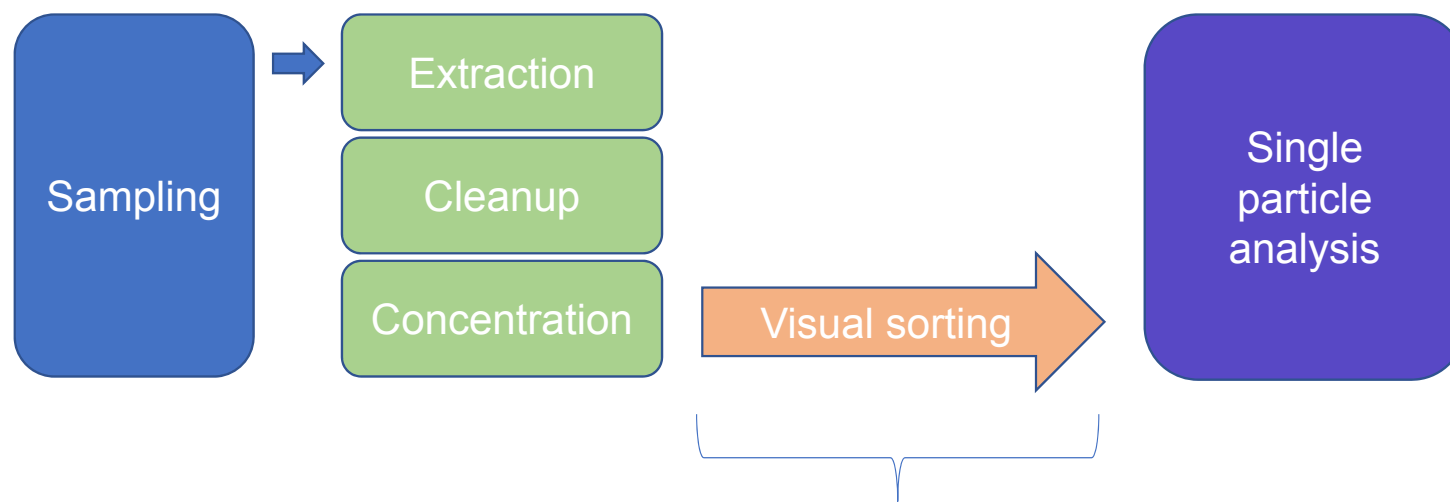 Sampling
Extraction
Cleanup
Concentration
Visual sorting
Single
particle
analysis